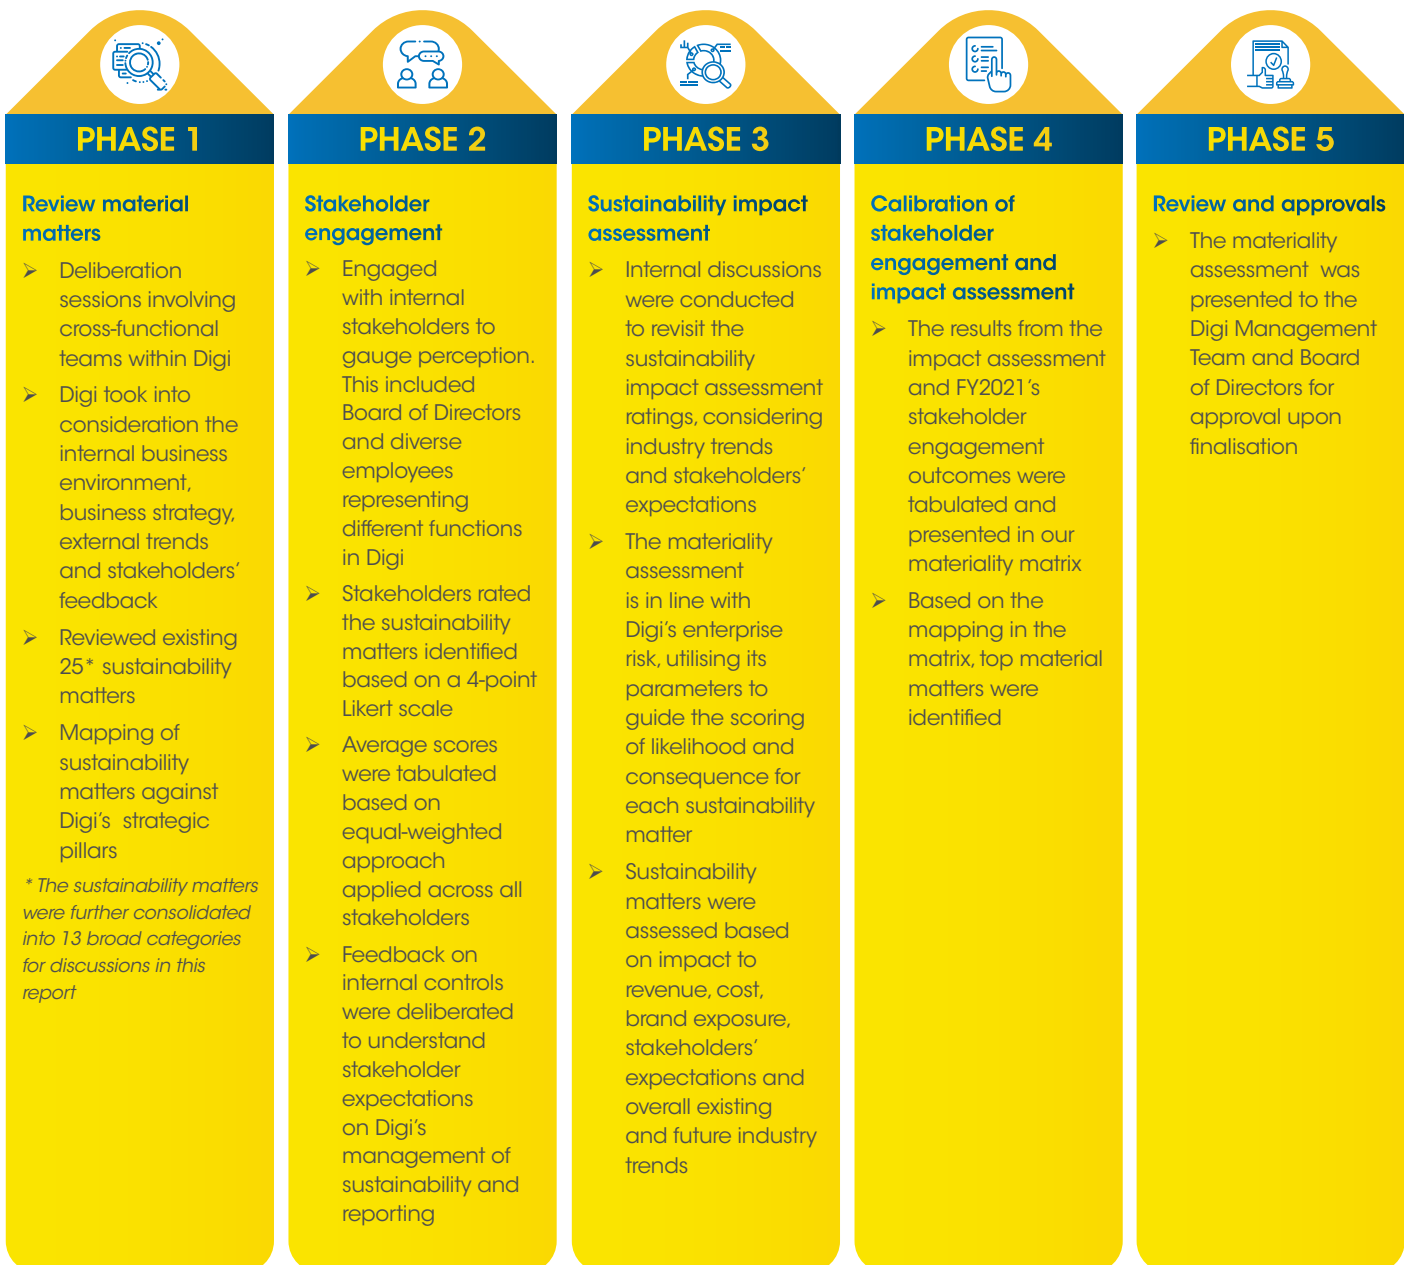 PHASE 1
Review material
matters
➢ Deliberation
sessions involving
cross-functional
teams within Digi
➢ Digi took into
consideration the
internal business
environment,
business strategy,
external trends
and stakeholders’
feedback
➢ Reviewed existing
25* sustainability
matters
➢ Mapping of
sustainability
matters against
Digi’s strategic
pillars
* The sustainability matters
were further consolidated
into 13 broad categories
for discussions in this
report
PHASE 2
Stakeholder
engagement
➢ Engaged
with internal
stakeholders to
gauge perception.
This included
Board of Directors
and diverse
employees
representing
different functions
in Digi
➢ Stakeholders rated
the sustainability
matters identified
based on a 4-point
Likert scale
➢ Average scores
were tabulated
based on
equal-weighted
approach
applied across all
stakeholders
➢ Feedback on
internal controls
were deliberated
to understand
stakeholder
expectations
on Digi’s
management of
sustainability and
reporting
PHASE 3
Sustainability impact
assessment
➢ Internal discussions
were conducted
to revisit the
sustainability
impact assessment
ratings, considering
industry trends
and stakeholders’
expectations
➢ The materiality
assessment
is in line with
Digi’s enterprise
risk, utilising its
parameters to
guide the scoring
of likelihood and
consequence for
each sustainability
matter
➢ Sustainability
matters were
assessed based
on impact to
revenue, cost,
brand exposure,
stakeholders’
expectations and
overall existing
and future industry
trends
PHASE 4
Calibration of
stakeholder
engagement and
impact assessment
➢ The results from the
impact assessment
and FY2021’s
stakeholder
engagement
outcomes were
tabulated and
presented in our
materiality matrix
➢ Based on the
mapping in the
matrix, top material
matters were
identified
PHASE 5
Review and approvals
➢ The materiality
assessment was
presented to the
Digi Management
Team and Board
of Directors for
approval upon
finalisation